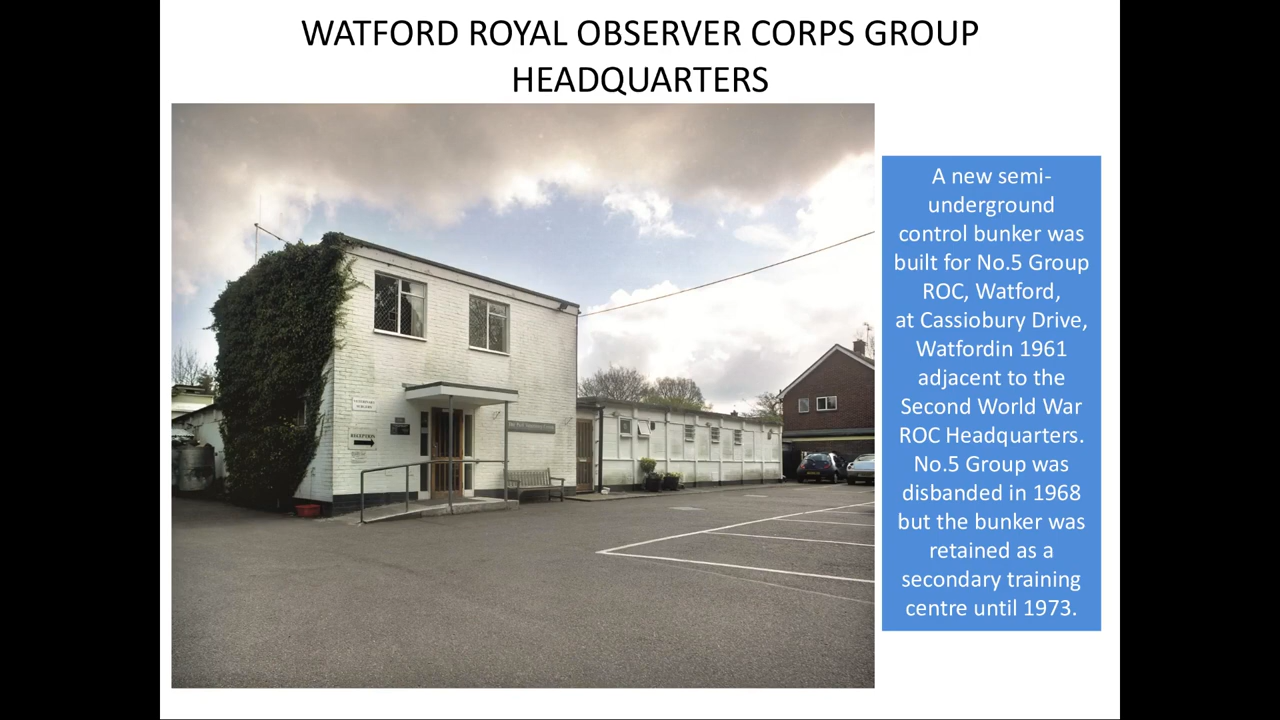 WATFORD ROYAL OBSERVER CORPS GROUP
HEADQUARTERS
A new semi-
underground
control bunker was
built for No.5 Group
ROC, Watford,
at Cassiobury Drive,
Watfordin 1961
adjacent to the
Second World War
ROC Headquarters.
No.5 Group was
disbanded in 1968
but the bunker was
retained as a
secondary training
centre until 1973.
VETERINARY
SURGERY
RECEPTION